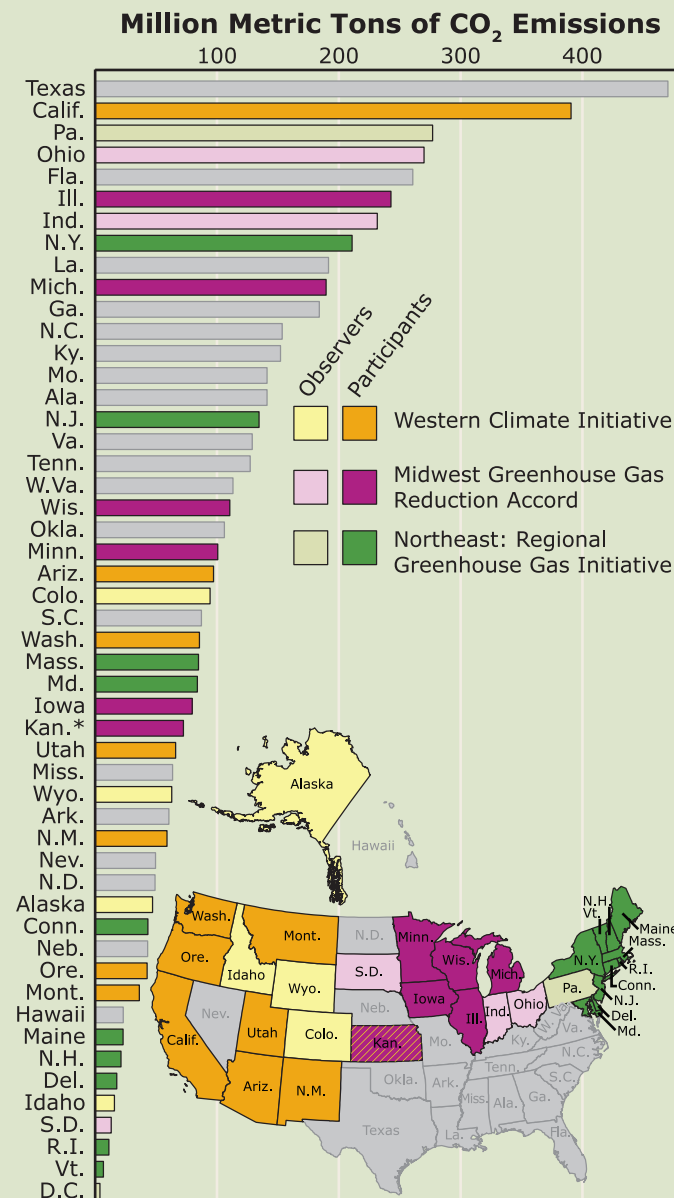 Million Metric Tons of CO2 Emissions
100 200 300 400
Texas
Calif.
Pa.
Ohio
Fla.
Ill.
Ind.
N.Y.
La.
Mich.
Ga.
N.C.
Ky.
Mo.
Ala.
N.J.
Va.
Tenn.
W.Va.
Wis.
Okla.
Minn.
Ariz.
Colo.
S.C.
Wash.
Mass.
Md.
Iowa
Kan.*
Utah
Miss.
Wyo.
Ark.
N.M.
Nev.
N.D.
Alaska
Conn.
Neb.
Ore.
Mont.
Hawaii
Maine
N.H.
Del.
Idaho
S.D.
R.I.
Vt.
D.C.
Observers
Participants
Western Climate Initiative
Midwest Greenhouse Gas
Reduction Accord
Northeast: Regional
Greenhouse Gas Initiative
Alaska
Hawaii
Wash.
Ore.
Calif.
Idaho
Nev.
Mont.
Wyo.
Utah
Ariz.
Colo.
N.M.
N.D.
S.D.
Neb.
Kan.
Okla.
Texas
Minn.
Iowa
Mo.
Ark.
La.
Wis.
Ill.
Mich.
Ind.
Ohio
Ky.
Tenn.
Miss.
Ala.
Ga.
Fla.
S.C.
N.C.
Va.
W.Va.
Pa.
N.Y.
N.H.
Vt.
Maine
Mass.
R.I.
Conn.
N.J.
Del.
Md.